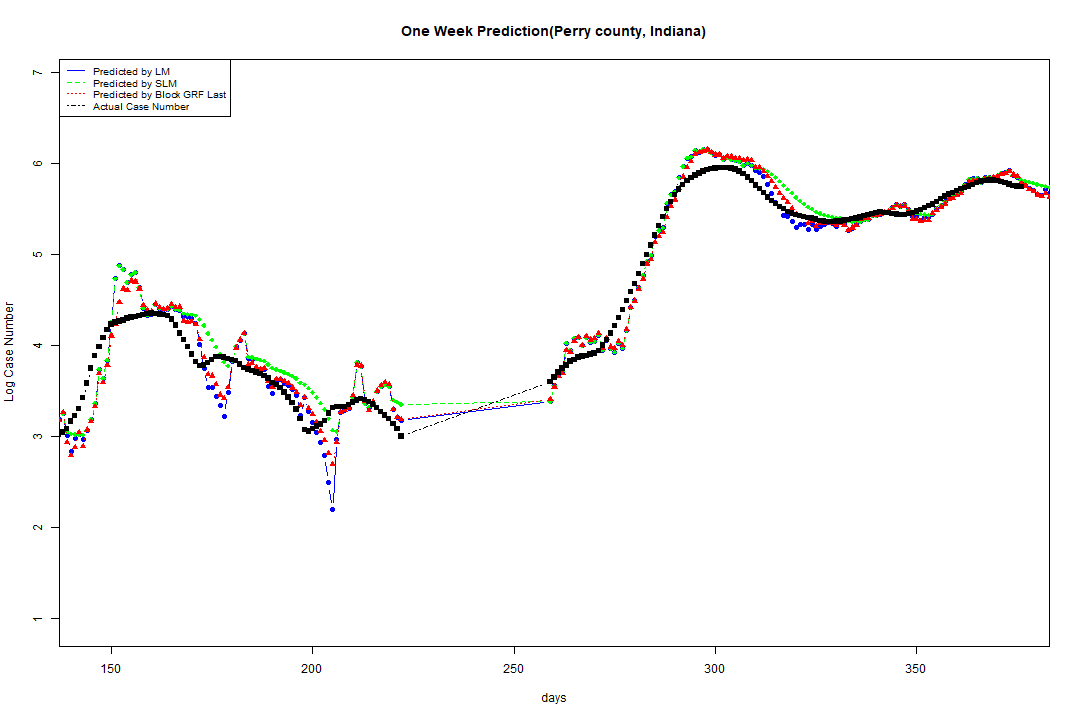 One Week Prediction(Perry county, Indiana)
Predicted by LM
Predicted by SLM
Predicted by Block GRF Last
Actual Case Number
7
6
5
4
3
2
1
Log Case Number
150 200 250 300 350
days